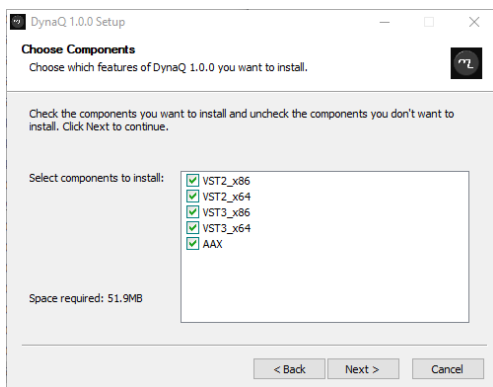 DynaQ 1.0.0 Setup
Choose Components
Choose which features of DynaQ 1.0.0 you want to install.
Check the components you want to install and uncheck the components you don't want to
install. Click Next to continue.
Select components to install:
VST2_x86
VST2_x64
VST3_x86
VST3_x64
AAX
Space required: 51.9MB
< Back
Next >
Cancel